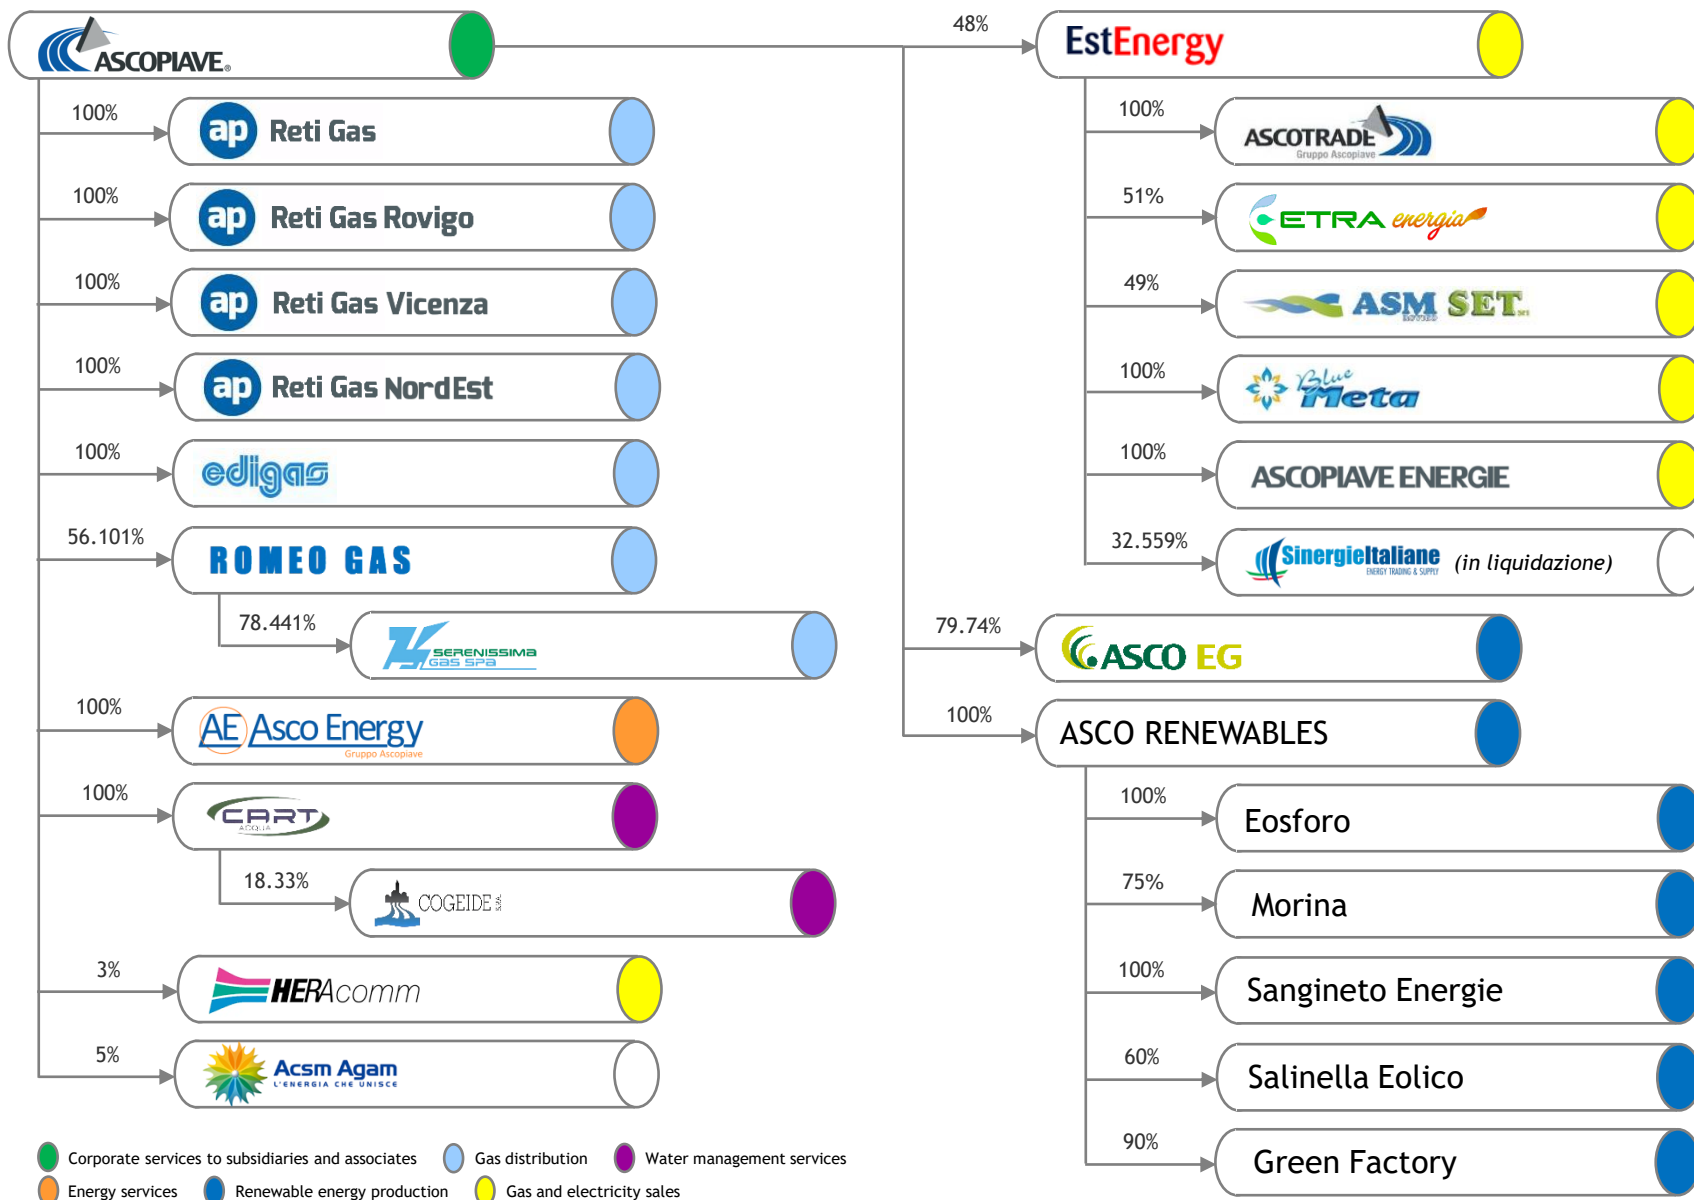 ASCOPIAVE®
100%
ap Reti Gas
100%
ap Reti Gas Rovigo
100%
ap Reti Gas Vicenza
100%
ap Reti Gas NordEst
100%
edigas
56.101%
ROMEO GAS
78.441%
SERENISSIMA
GAS SPA
100%
AE Asco Energy
Gruppo Ascopiave
100%
CART
ACQUA
18.33%
COGEIDE
3%
HERAcomm
5%
Acsm Agam
L'ENERGIA CHE UNISCE
48%
EstEnergy
100%
ASCOTRADE
Gruppo Ascopiave
51%
ETRA energia
49%
ASM SET
100%
Blue
Meta
100%
ASCOPIAVE ENERGIE
32.559%
SinergieItaliane (in liquidazione)
ENERGY TRADING & SUPPLY
79.74%
ASCO EG
100%
ASCO RENEWABLES
100%
Eosforo
75%
Morina
100%
Sangineto Energie
60%
Salinella Eolico
90%
Green Factory
Corporate services to subsidiaries and associates Gas distribution Water management services
Energy services Renewable energy production Gas and electricity sales